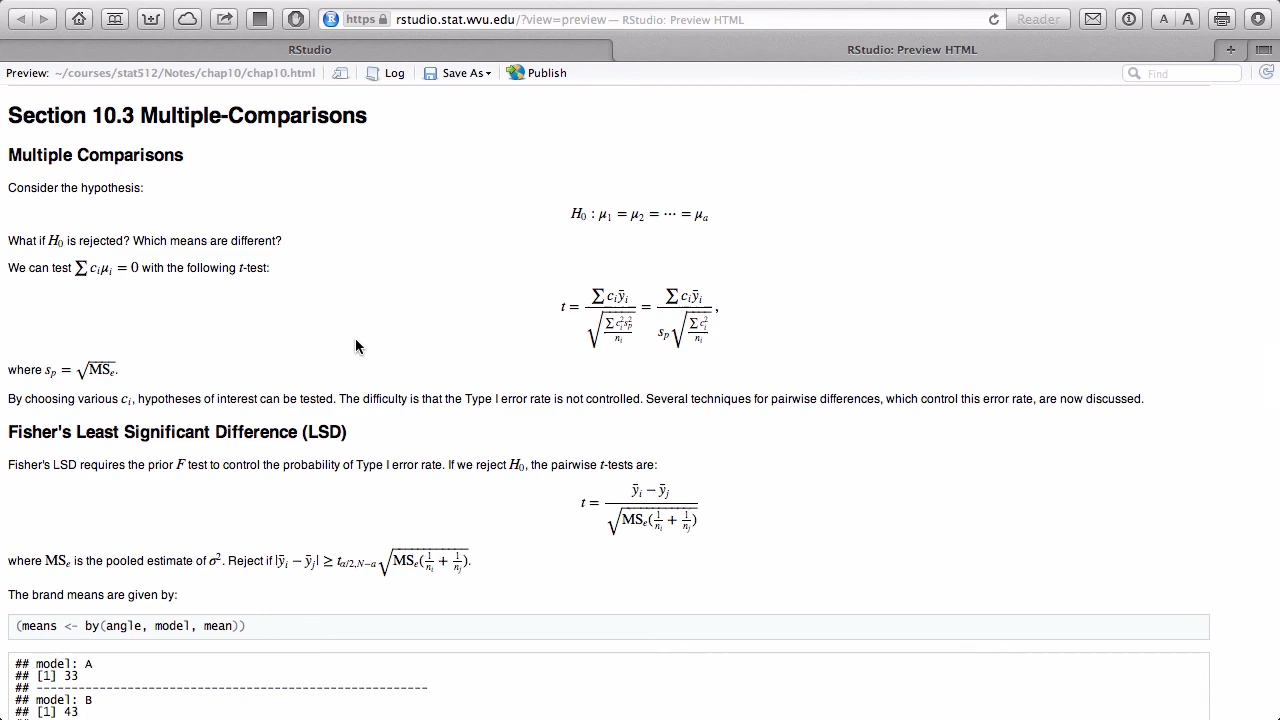 https rstudio.stat.wvu.edu/?view=preview — RStudio: Preview HTML Reader A A
RStudio RStudio: Preview HTML +
Preview: ~/courses/stat512/Notes/chap10/chap10.html Log Save As Publish Find
Section 10.3 Multiple-Comparisons
Multiple Comparisons
Consider the hypothesis:
H₀ : μ₁ = μ₂ = ⋯ = μₐ
What if H₀ is rejected? Which means are different?
We can test ∑ cᵢμᵢ = 0 with the following t-test:
t = ∑ cᵢȳᵢ / √(∑ cᵢ²sₚ² / nᵢ) = ∑ cᵢȳᵢ / sₚ√(∑ cᵢ² / nᵢ),
where sₚ = √MSₑ.
By choosing various cᵢ, hypotheses of interest can be tested. The difficulty is that the Type I error rate is not controlled. Several techniques for pairwise differences, which control this error rate, are now discussed.
Fisher's Least Significant Difference (LSD)
Fisher's LSD requires the prior F test to control the probability of Type I error rate. If we reject H₀, the pairwise t-tests are:
t = ȳᵢ − ȳⱼ / √(MSₑ(1/nᵢ + 1/nⱼ))
where MSₑ is the pooled estimate of σ². Reject if |ȳᵢ − ȳⱼ| ≥ t_{α/2,N−a} √(MSₑ(1/nᵢ + 1/nⱼ)).
The brand means are given by:
(means <- by(angle, model, mean))
## model: A
## [1] 33
## --------------------------------------------------------
## model: B
## [1] 43